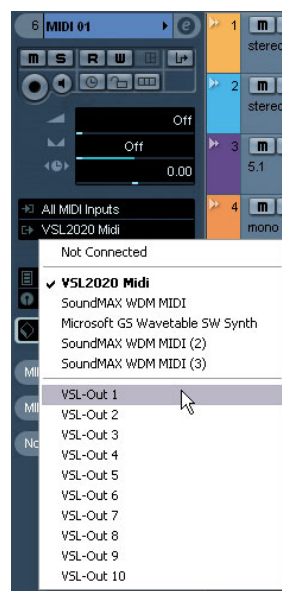 6 MIDI 01 e
m S R W
Off
Off
0.00
All MIDI Inputs
VSL2020 Midi
1 m
stereo
2 m
stereo
3 m
5.1
4 m
mono
Not Connected
VSL2020 Midi
SoundMAX WDM MIDI
Microsoft GS Wavetable SW Synth
SoundMAX WDM MIDI (2)
SoundMAX WDM MIDI (3)
VSL-Out 1
VSL-Out 2
VSL-Out 3
VSL-Out 4
VSL-Out 5
VSL-Out 6
VSL-Out 7
VSL-Out 8
VSL-Out 9
VSL-Out 10